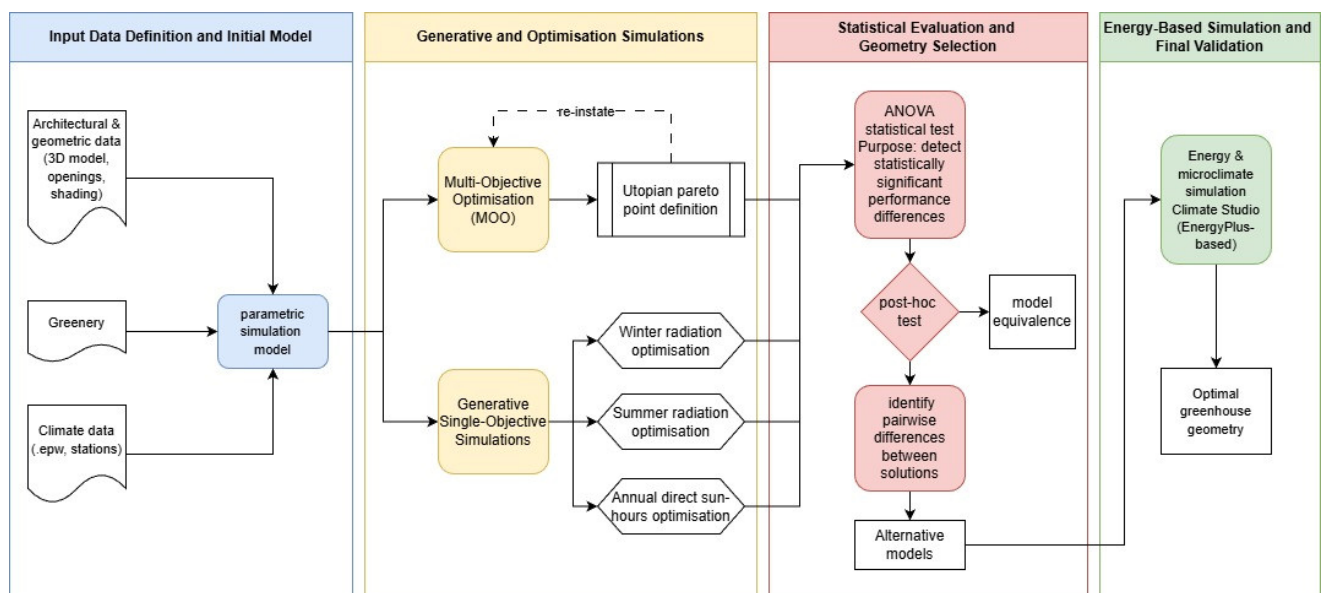 Input Data Definition and Initial Model
Architectural &
geometric data
(3D model,
openings,
shading)
Greenery
Climate data
(.epw, stations)
parametric
simulation
model
Generative and Optimisation Simulations
re-instate
Multi-Objective
Optimisation
(MOO)
Utopian pareto
point definition
Generative
Single-Objective
Simulations
Winter radiation
optimisation
Summer radiation
optimisation
Annual direct sun-
hours optimisation
Statistical Evaluation and
Geometry Selection
ANOVA
statistical test
Purpose: detect
statistically
significant
performance
differences
post-hoc
test
model
equivalence
identify
pairwise
differences
between
solutions
Alternative
models
Energy-Based Simulation and
Final Validation
Energy &
microclimate
simulation
Climate Studio
(EnergyPlus-
based)
Optimal
greenhouse
geometry